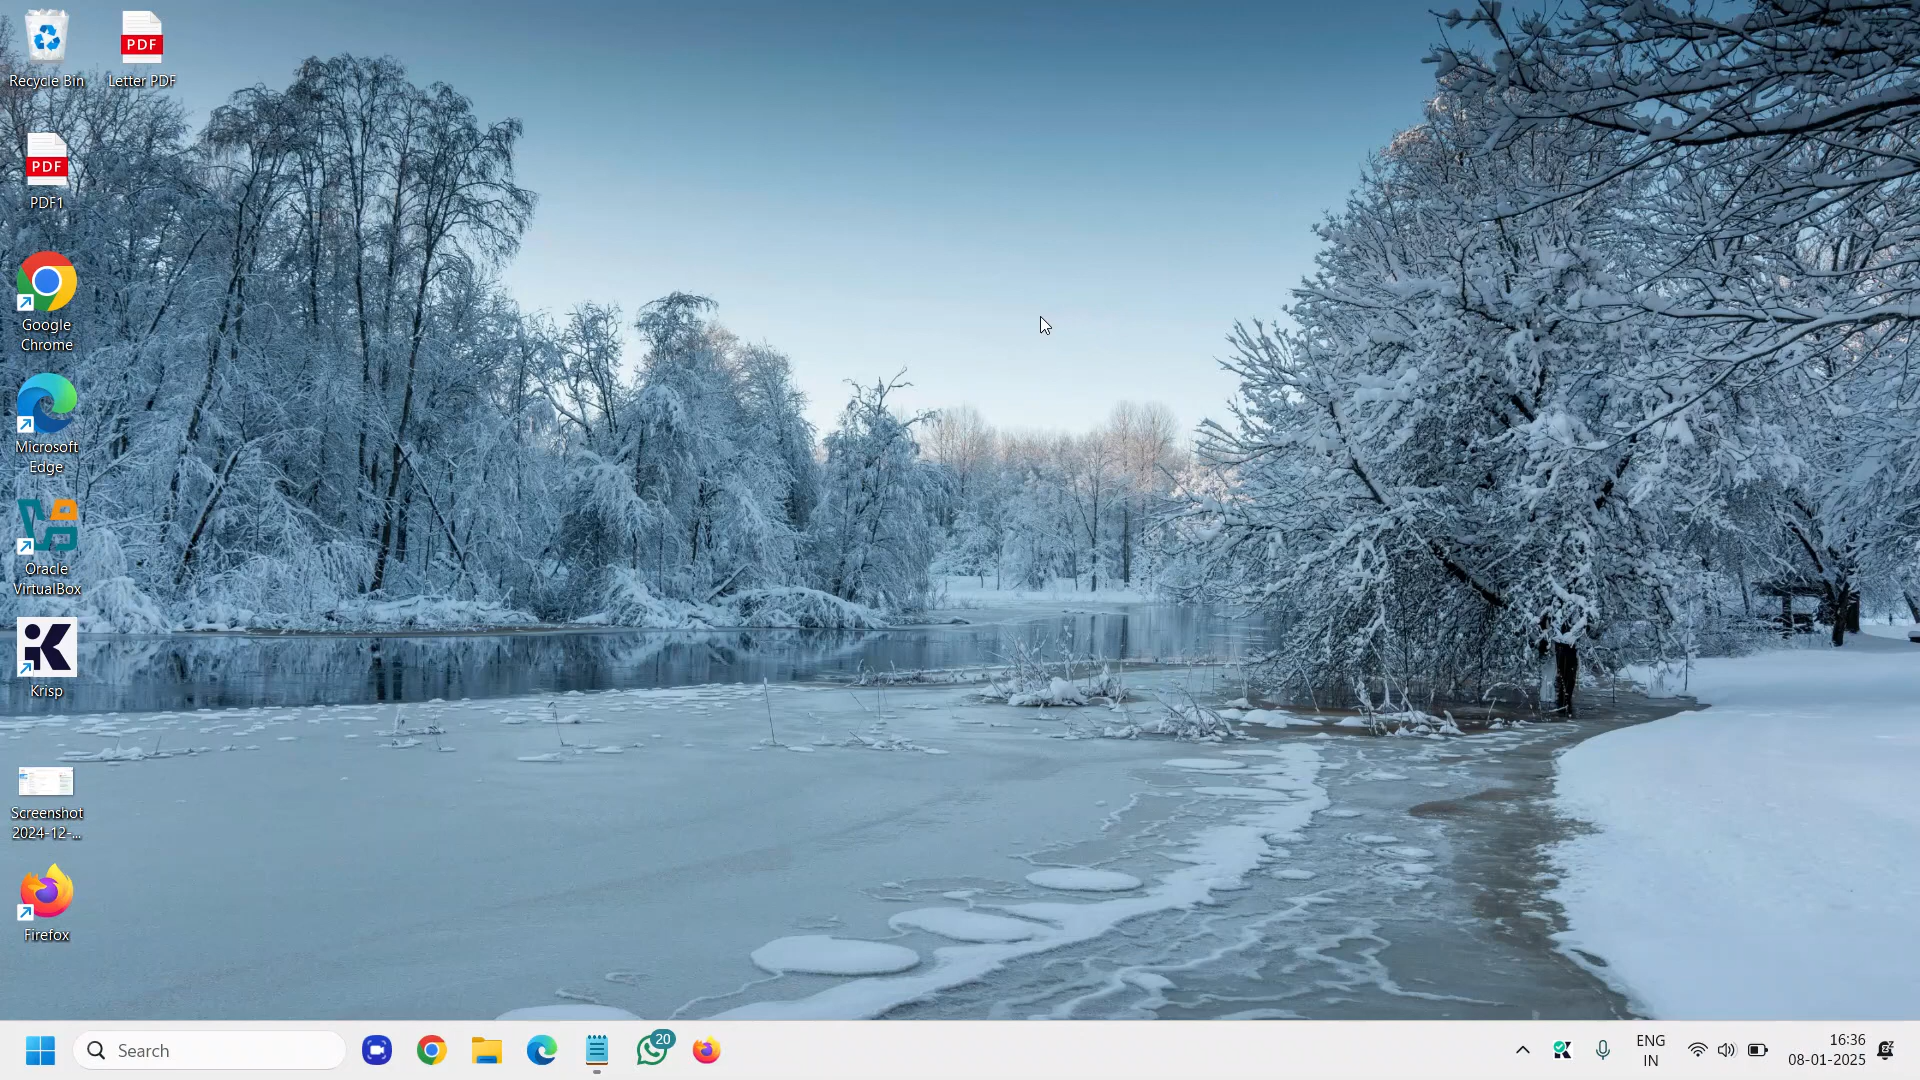 Recycle Bin
PDF
Letter PDF
PDF
PDF1
Google
Chrome
Microsoft
Edge
Oracle
VirtualBox
Krisp
Screenshot
2024-12-...
Firefox
Search
20
ENG
IN
16:36
08-01-2025